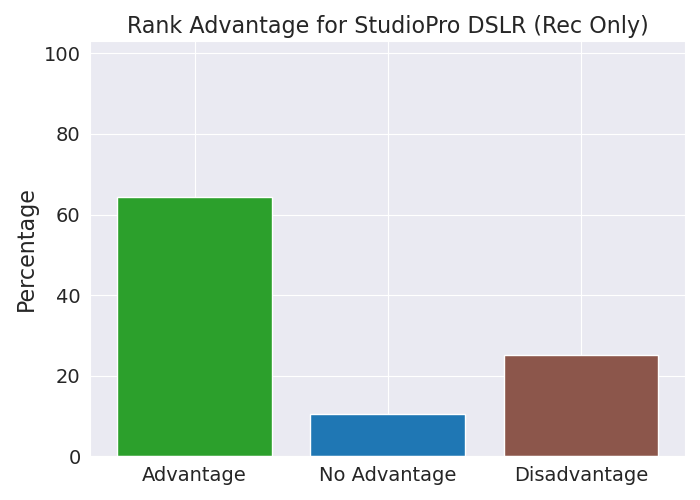 Rank Advantage for StudioPro DSLR (Rec Only)
Percentage
100
80
60
40
20
0
Advantage
No Advantage
Disadvantage